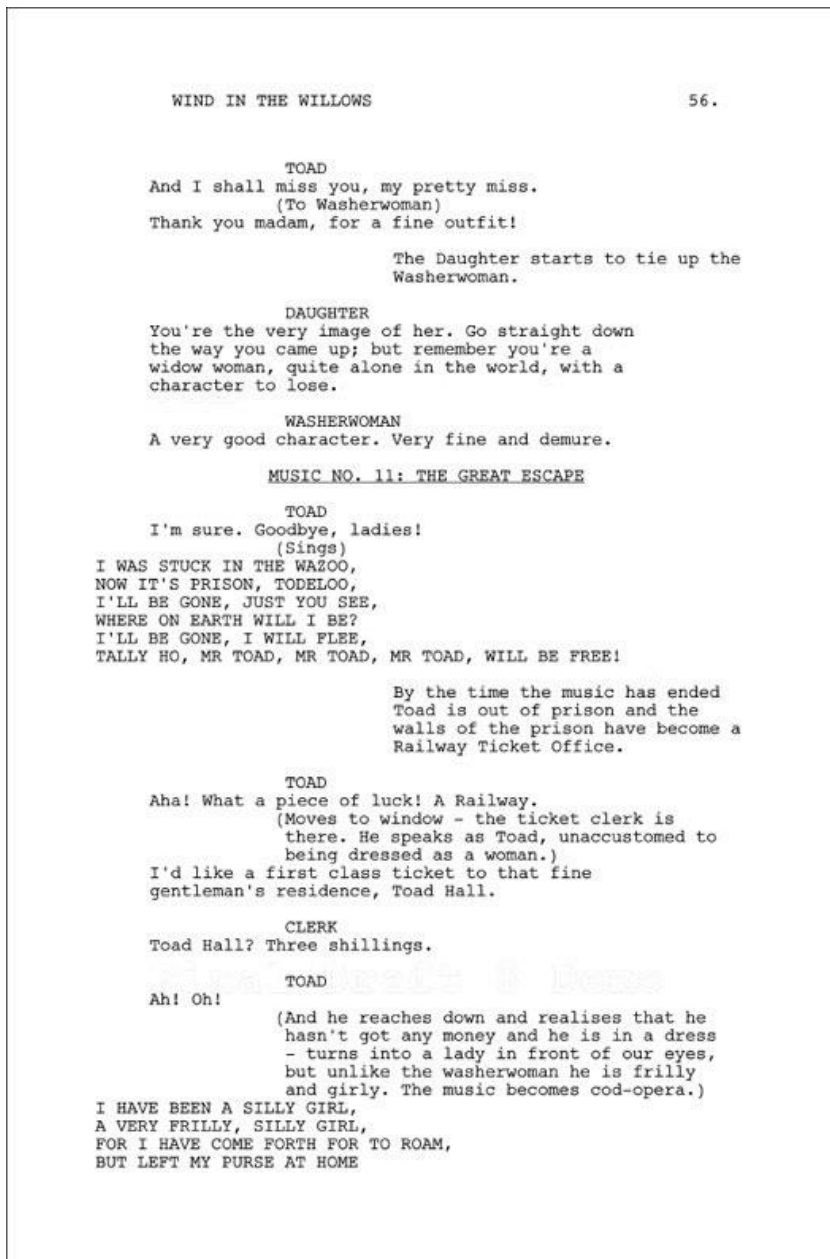 WIND IN THE WILLOWS 56.
TOAD
And I shall miss you, my pretty miss.
(To Washerwoman)
Thank you madam, for a fine outfit!
The Daughter starts to tie up the
Washerwoman.
DAUGHTER
You're the very image of her. Go straight down
the way you came up; but remember you're a
widow woman, quite alone in the world, with a
character to lose.
WASHERWOMAN
A very good character. Very fine and demure.
MUSIC NO. 11: THE GREAT ESCAPE
TOAD
I'm sure. Goodbye, ladies!
(Sings)
I WAS STUCK IN THE WAZOO,
NOW IT'S PRISON, TODELOO,
I'LL BE GONE, JUST YOU SEE,
WHERE ON EARTH WILL I BE?
I'LL BE GONE, I WILL FLEE,
TALLY HO, MR TOAD, MR TOAD, MR TOAD, WILL BE FREE!
By the time the music has ended
Toad is out of prison and the
walls of the prison have become a
Railway Ticket Office.
TOAD
Aha! What a piece of luck! A Railway.
(Moves to window - the ticket clerk is
there. He speaks as Toad, unaccustomed to
being dressed as a woman.)
I'd like a first class ticket to that fine
gentleman's residence, Toad Hall.
CLERK
Toad Hall? Three shillings.
TOAD
Ah! Oh!
(And he reaches down and realises that he
hasn't got any money and he is in a dress
- turns into a lady in front of our eyes,
but unlike the washerwoman he is frilly
and girly. The music becomes cod-opera.)
I HAVE BEEN A SILLY GIRL,
A VERY FRILLY, SILLY GIRL,
FOR I HAVE COME FORTH FOR TO ROAM,
BUT LEFT MY PURSE AT HOME